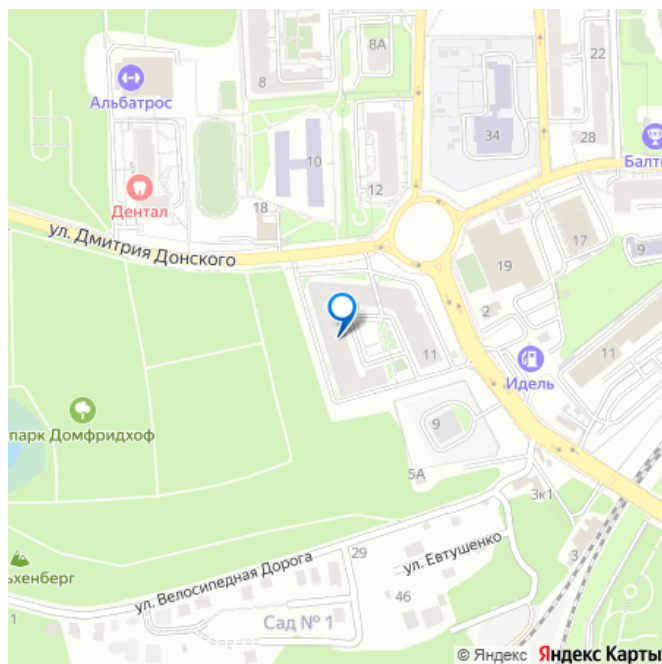 8А
22
8
Альбатрос
34
28
10
Балти
12
Дентал
18
ул. Дмитрия Донского
17
9
19
2
11
11
Идель
9
парк Домфридхоф
5А
3к1
29
ул. Евтушенко
3
ьхенберг
ул. Велосипедная Дорога
46
1
Сад № 1
© Яндекс Яндекс Карты